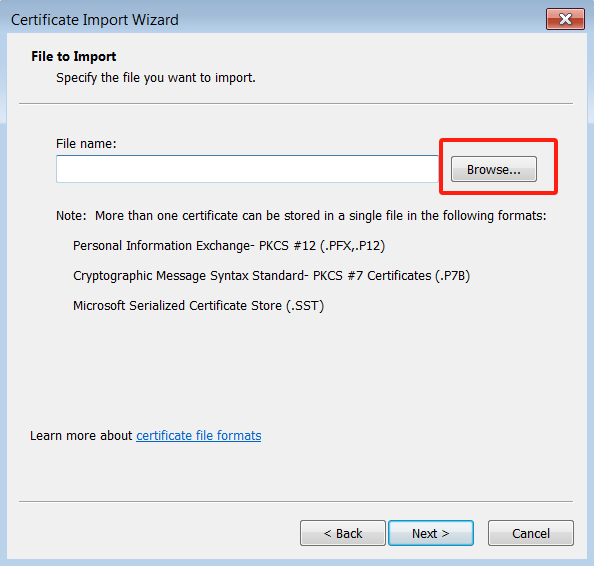 Certificate Import Wizard
File to Import
Specify the file you want to import.
File name:
Browse...
Note:  More than one certificate can be stored in a single file in the following formats:
Personal Information Exchange- PKCS #12 (.PFX,.P12)
Cryptographic Message Syntax Standard- PKCS #7 Certificates (.P7B)
Microsoft Serialized Certificate Store (.SST)
Learn more about certificate file formats
< Back
Next >
Cancel